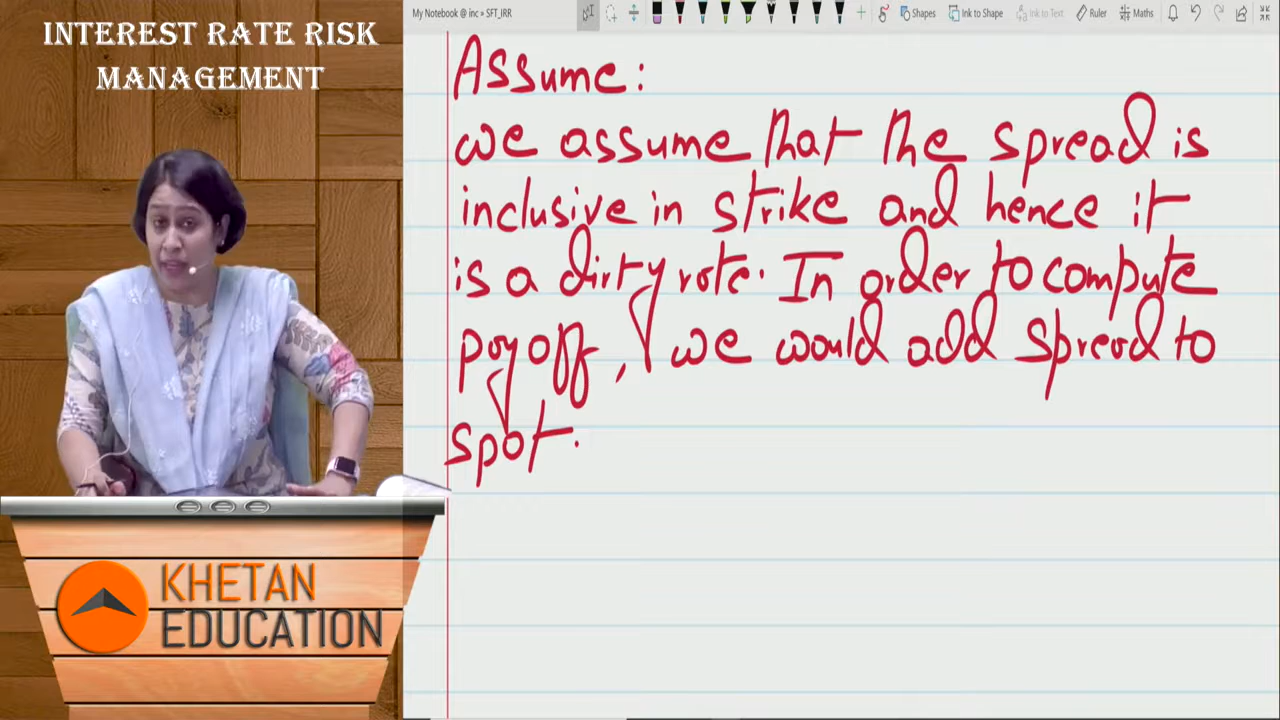 INTEREST RATE RISK
MANAGEMENT
My Notebook @ inc » SFT_IRR
Shapes
Ink to Shape
Ink to Text
Ruler
Maths
Assume:
we assume that the spread is
inclusive in strike and hence it
is a dirty rate. In order to compute
payoff, we would add spread to
spot.
KHETAN
EDUCATION